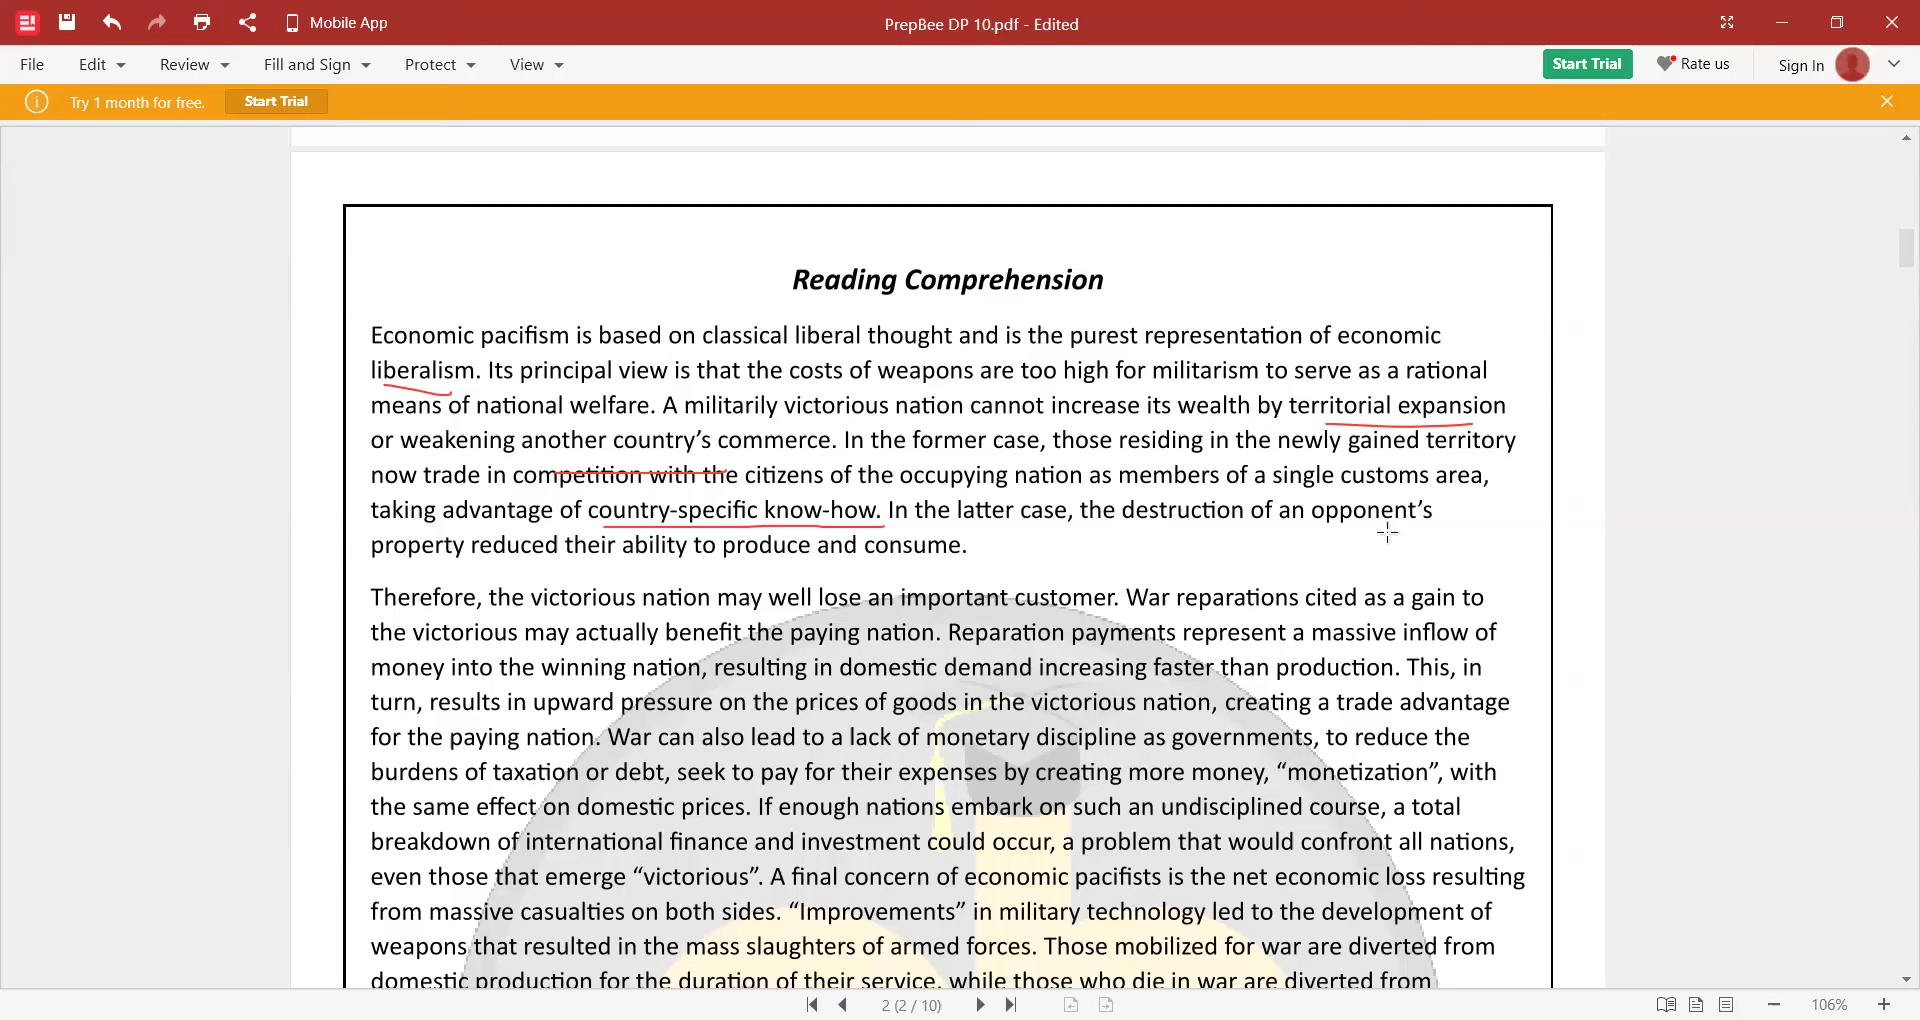 Mobile App
PrepBee DP 10.pdf - Edited
File Edit Review Fill and Sign Protect View Start Trial Rate us Sign In
Try 1 month for free. Start Trial
Reading Comprehension
Economic pacifism is based on classical liberal thought and is the purest representation of economic
liberalism. Its principal view is that the costs of weapons are too high for militarism to serve as a rational
means of national welfare. A militarily victorious nation cannot increase its wealth by territorial expansion
or weakening another country’s commerce. In the former case, those residing in the newly gained territory
now trade in competition with the citizens of the occupying nation as members of a single customs area,
taking advantage of country-specific know-how. In the latter case, the destruction of an opponent’s
property reduced their ability to produce and consume.
Therefore, the victorious nation may well lose an important customer. War reparations cited as a gain to
the victorious may actually benefit the paying nation. Reparation payments represent a massive inflow of
money into the winning nation, resulting in domestic demand increasing faster than production. This, in
turn, results in upward pressure on the prices of goods in the victorious nation, creating a trade advantage
for the paying nation. War can also lead to a lack of monetary discipline as governments, to reduce the
burdens of taxation or debt, seek to pay for their expenses by creating more money, “monetization”, with
the same effect on domestic prices. If enough nations embark on such an undisciplined course, a total
breakdown of international finance and investment could occur, a problem that would confront all nations,
even those that emerge “victorious”. A final concern of economic pacifists is the net economic loss resulting
from massive casualties on both sides. “Improvements” in military technology led to the development of
weapons that resulted in the mass slaughters of armed forces. Those mobilized for war are diverted from
domestic production for the duration of their service, while those who die in war are diverted from
2 (2 / 10)
106%